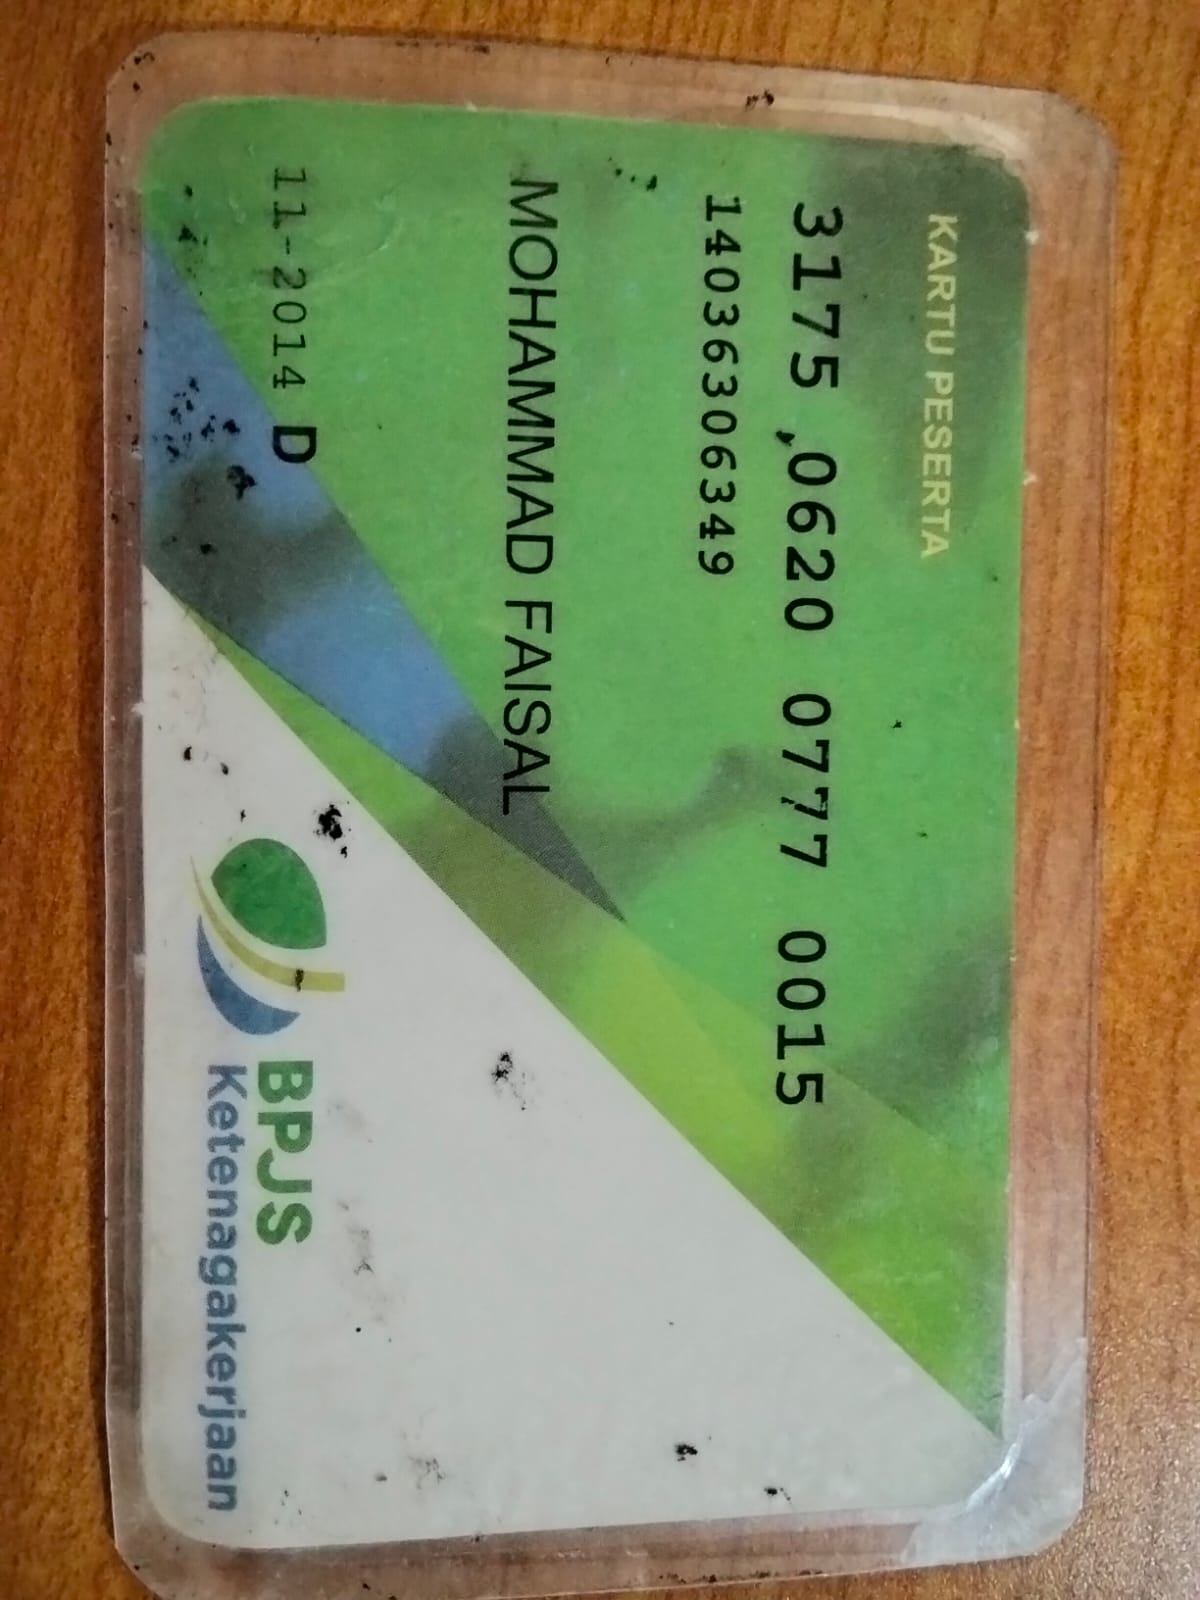 KARTU PESERTA
3175 0620 0777 0015
14036306349
MOHAMMAD FAISAL
11-2014 D
BPJS
Ketenagakerjaan